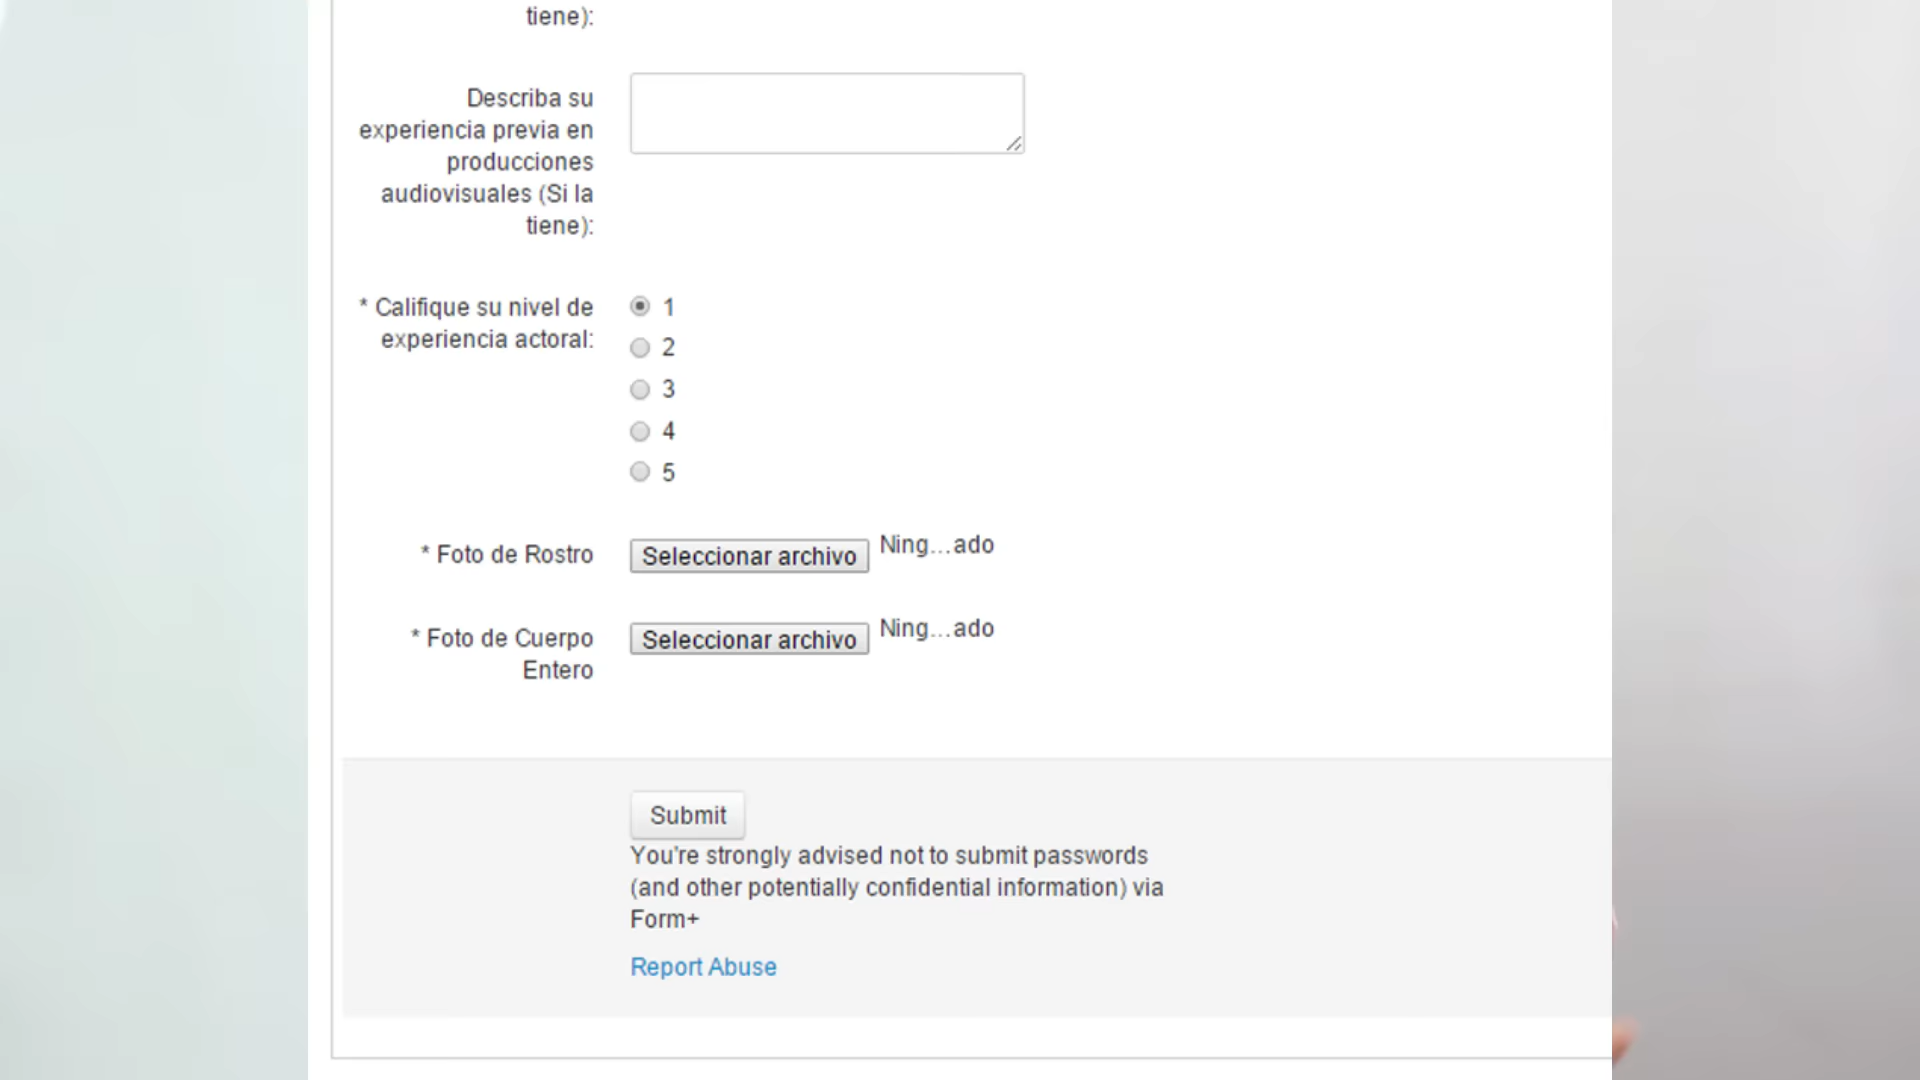 tiene):
Describa su
experiencia previa en
producciones
audiovisuales (Si la
tiene):
* Califique su nivel de
experiencia actoral:
1
2
3
4
5
* Foto de Rostro
Seleccionar archivo Ning...ado
* Foto de Cuerpo
Entero
Seleccionar archivo Ning...ado
Submit
You're strongly advised not to submit passwords
(and other potentially confidential information) via
Form+
Report Abuse